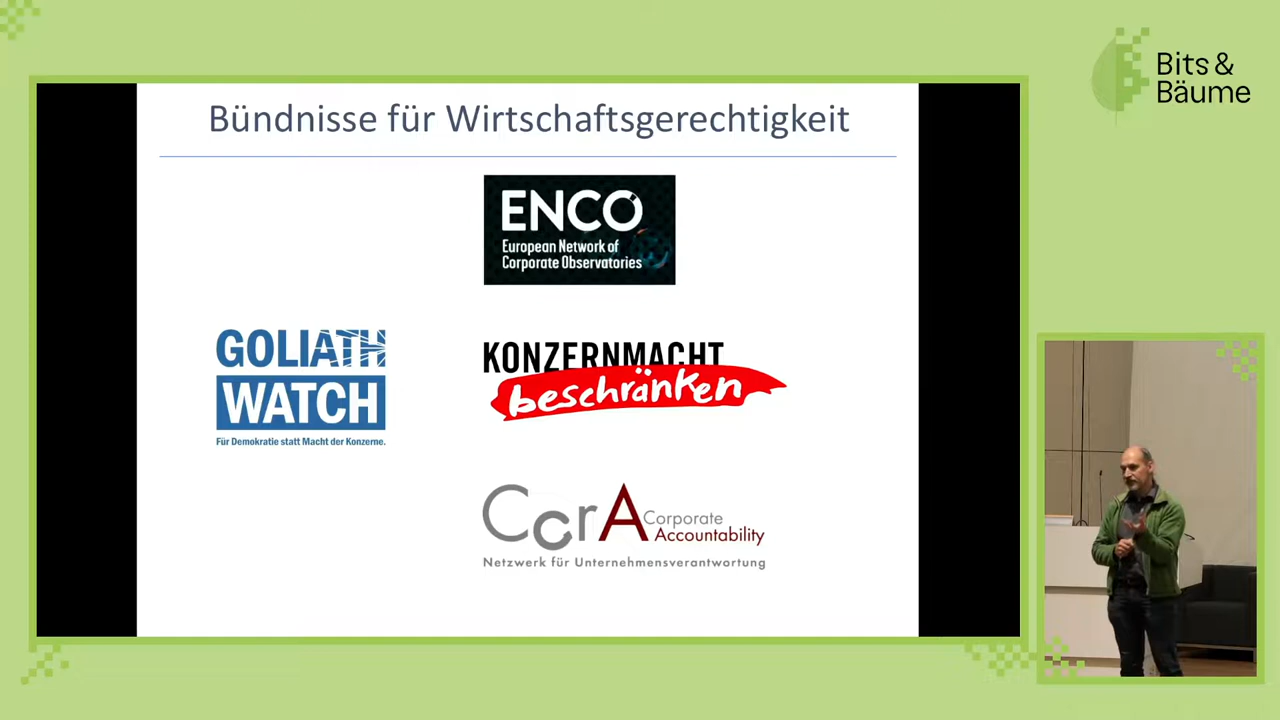 Bits &
Bäume
Bündnisse für Wirtschaftsgerechtigkeit
ENCO
European Network of
Corporate Observatories
GOLIATH
WATCH
Für Demokratie statt Macht der Konzerne.
KONZERNMACHT
beschränken
CorA Corporate
Accountability
Netzwerk für Unternehmensverantwortung